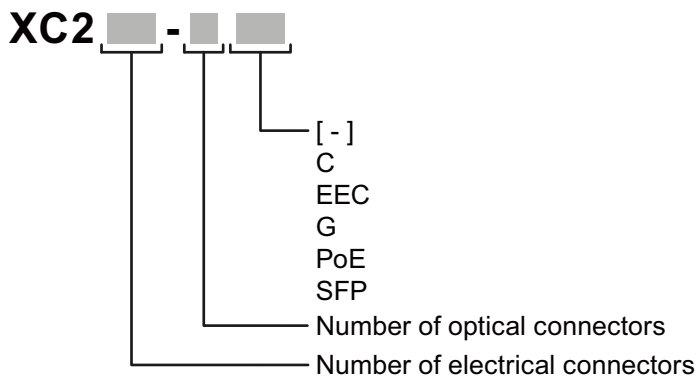 XC2 -
[ - ]
C
EEC
G
PoE
SFP
Number of optical connectors
Number of electrical connectors